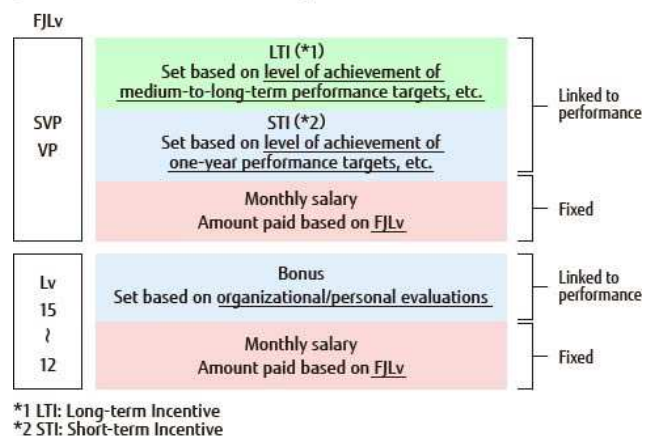 FJLv
SVP
VP
LTI (*1)
Set based on level of achievement of
medium-to-long-term performance targets, etc.
STI (*2)
Set based on level of achievement of
one-year performance targets, etc.
Linked to
performance
Monthly salary
Amount paid based on FJLv
Fixed
Lv
15
~
12
Bonus
Set based on organizational/personal evaluations
Linked to
performance
Monthly salary
Amount paid based on FJLv
Fixed
*1 LTI: Long-term Incentive
*2 STI: Short-term Incentive